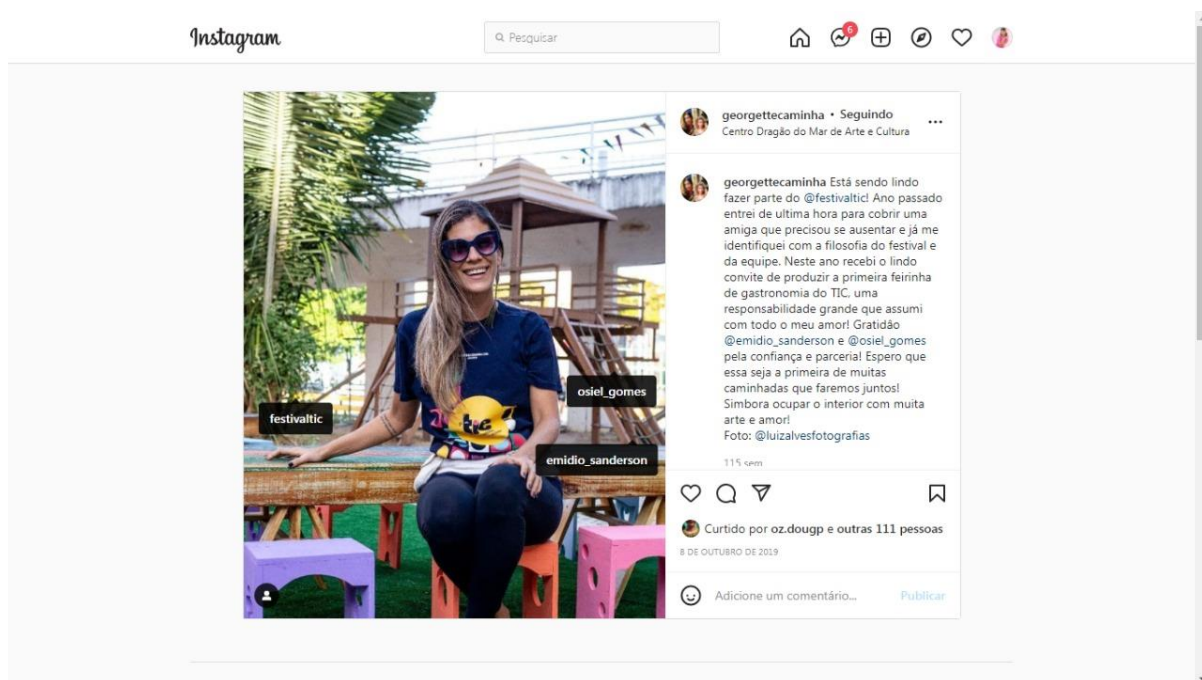 Instagram
Pesquisar
6
georgettecaminha • Seguindo
Centro Dragão do Mar de Arte e Cultura
georgettecaminha Está sendo lindo
fazer parte do @festivaltic! Ano passado
entrei de ultima hora para cobrir uma
amiga que precisou se ausentar e já me
identifiquei com a filosofia do festival e
da equipe. Neste ano recebi o lindo
convite de produzir a primeira feirinha
de gastronomia do TIC, uma
responsabilidade grande que assumi
com todo o meu amor! Gratidão
@emidio_sanderson e @osiel_gomes
pela confiança e parceria! Espero que
essa seja a primeira de muitas
caminhadas que faremos juntos!
Simbora ocupar o interior com muita
arte e amor!
Foto: @luizalvesfotografias
115 sem
osiel_gomes
festivaltic
tic
emidio_sanderson
Curtido por oz.dougp e outras 111 pessoas
8 DE OUTUBRO DE 2019
Adicione um comentário... Publicar